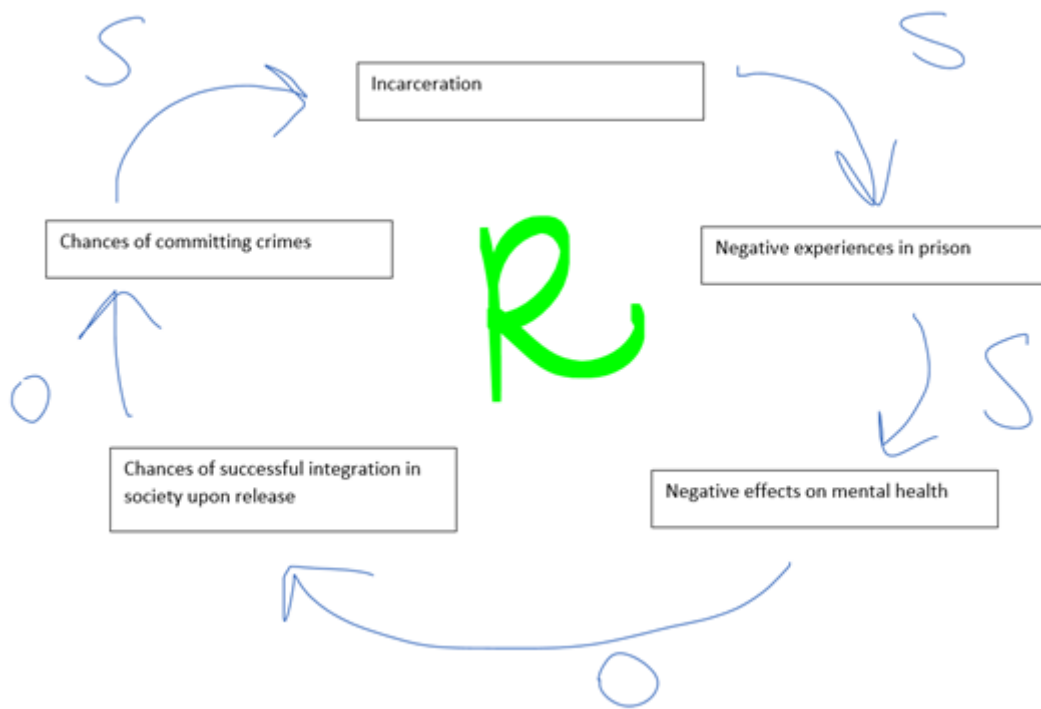 S
S
Incarceration
Chances of committing crimes
R
Negative experiences in prison
O
S
Chances of successful integration in
society upon release
Negative effects on mental health
O